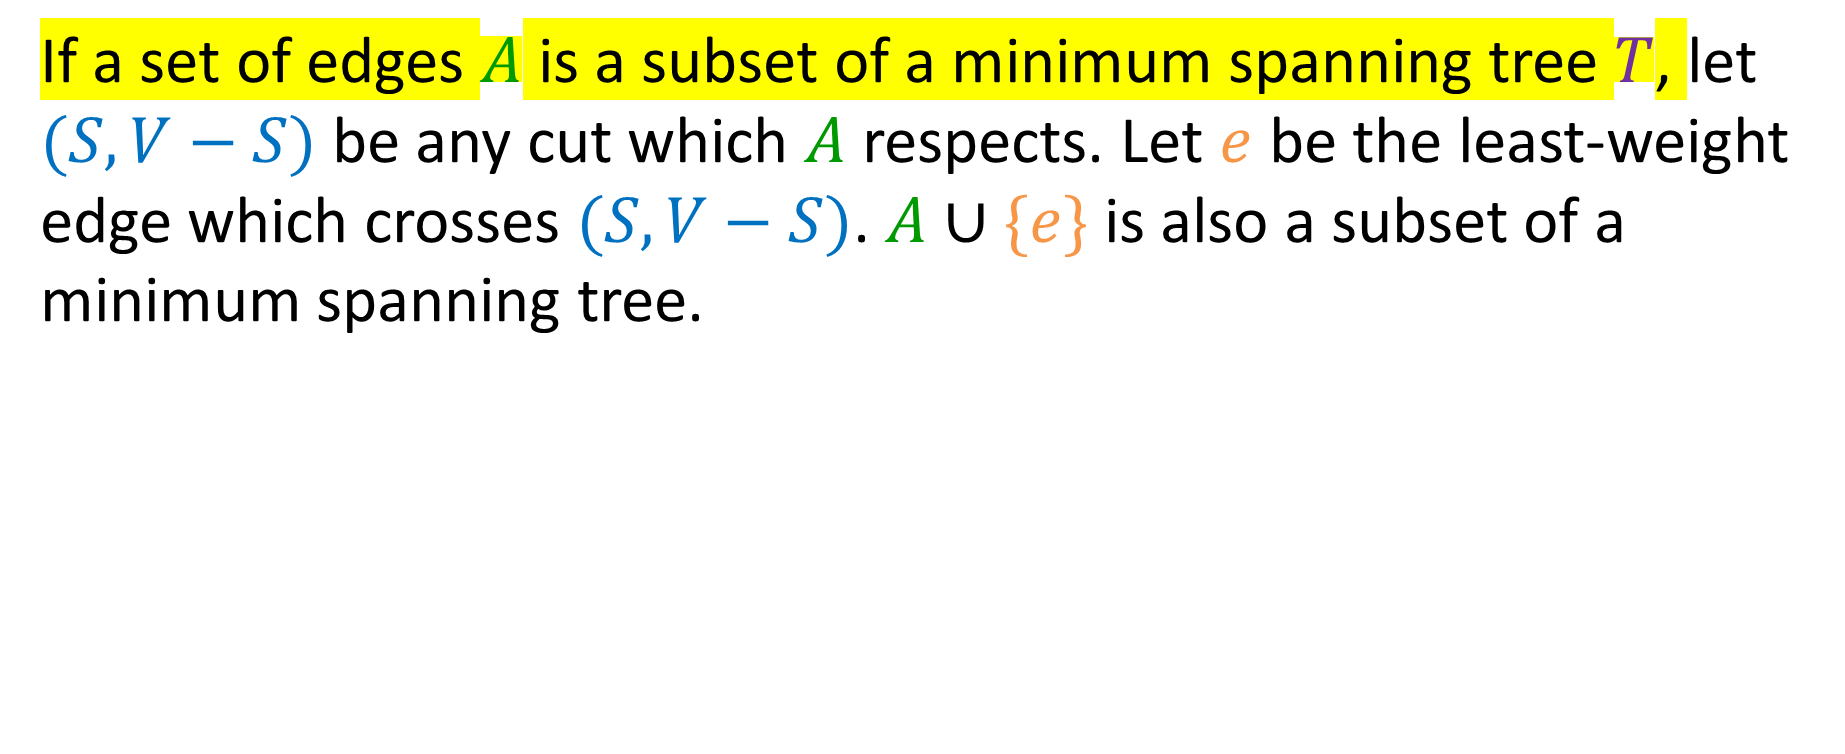 If a set of edges A is a subset of a minimum spanning tree T, let
(S, V − S) be any cut which A respects. Let e be the least-weight
edge which crosses (S, V − S). A ∪ {e} is also a subset of a
minimum spanning tree.